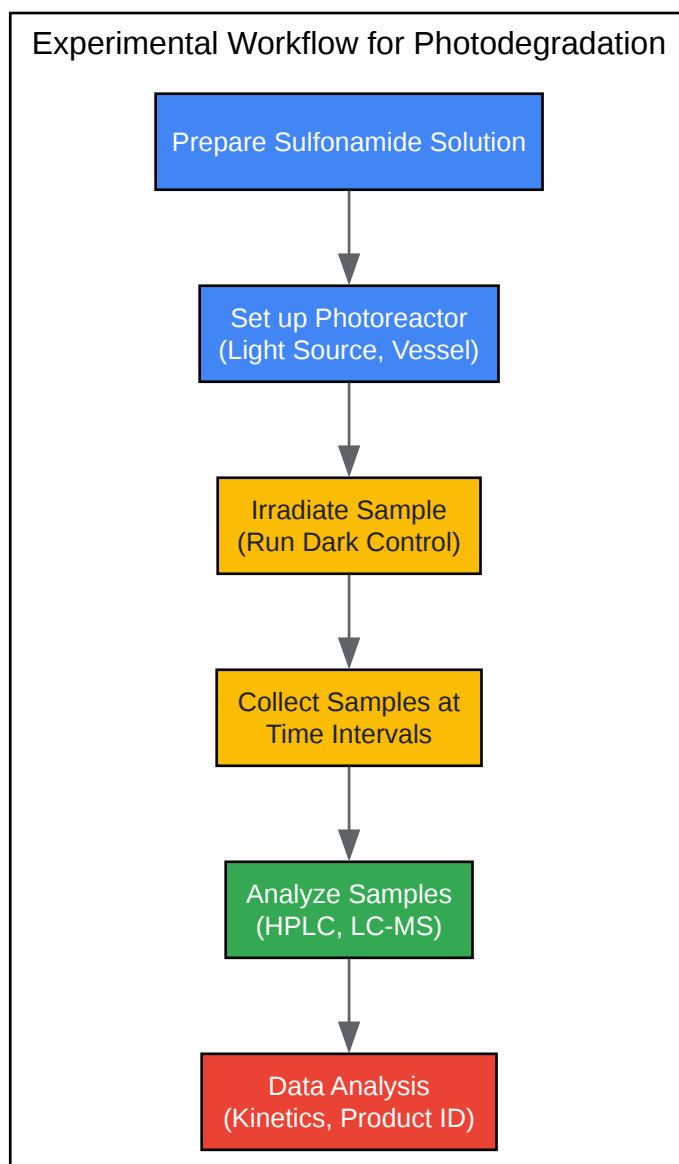 Experimental Workflow for Photodegradation
Prepare Sulfonamide Solution
Set up Photoreactor
(Light Source, Vessel)
Irradiate Sample
(Run Dark Control)
Collect Samples at
Time Intervals
Analyze Samples
(HPLC, LC-MS)
Data Analysis
(Kinetics, Product ID)